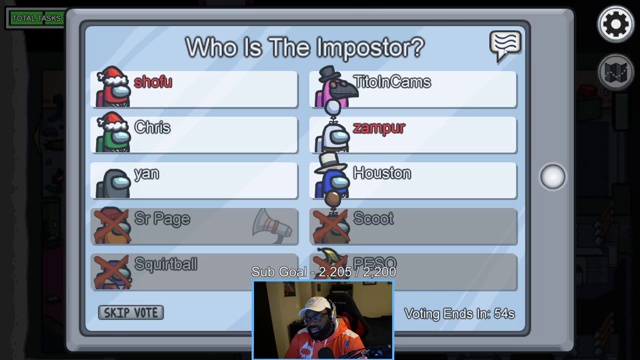 TOTAL TASKS
Who Is The Impostor?
shofu
TitoInCams
Chris
zampur
yan
Houston
Sr Page
Scoot
Squirtball
PESO
Sub Goal - 2,205 / 2,200
SKIP VOTE
Voting Ends In: 54s